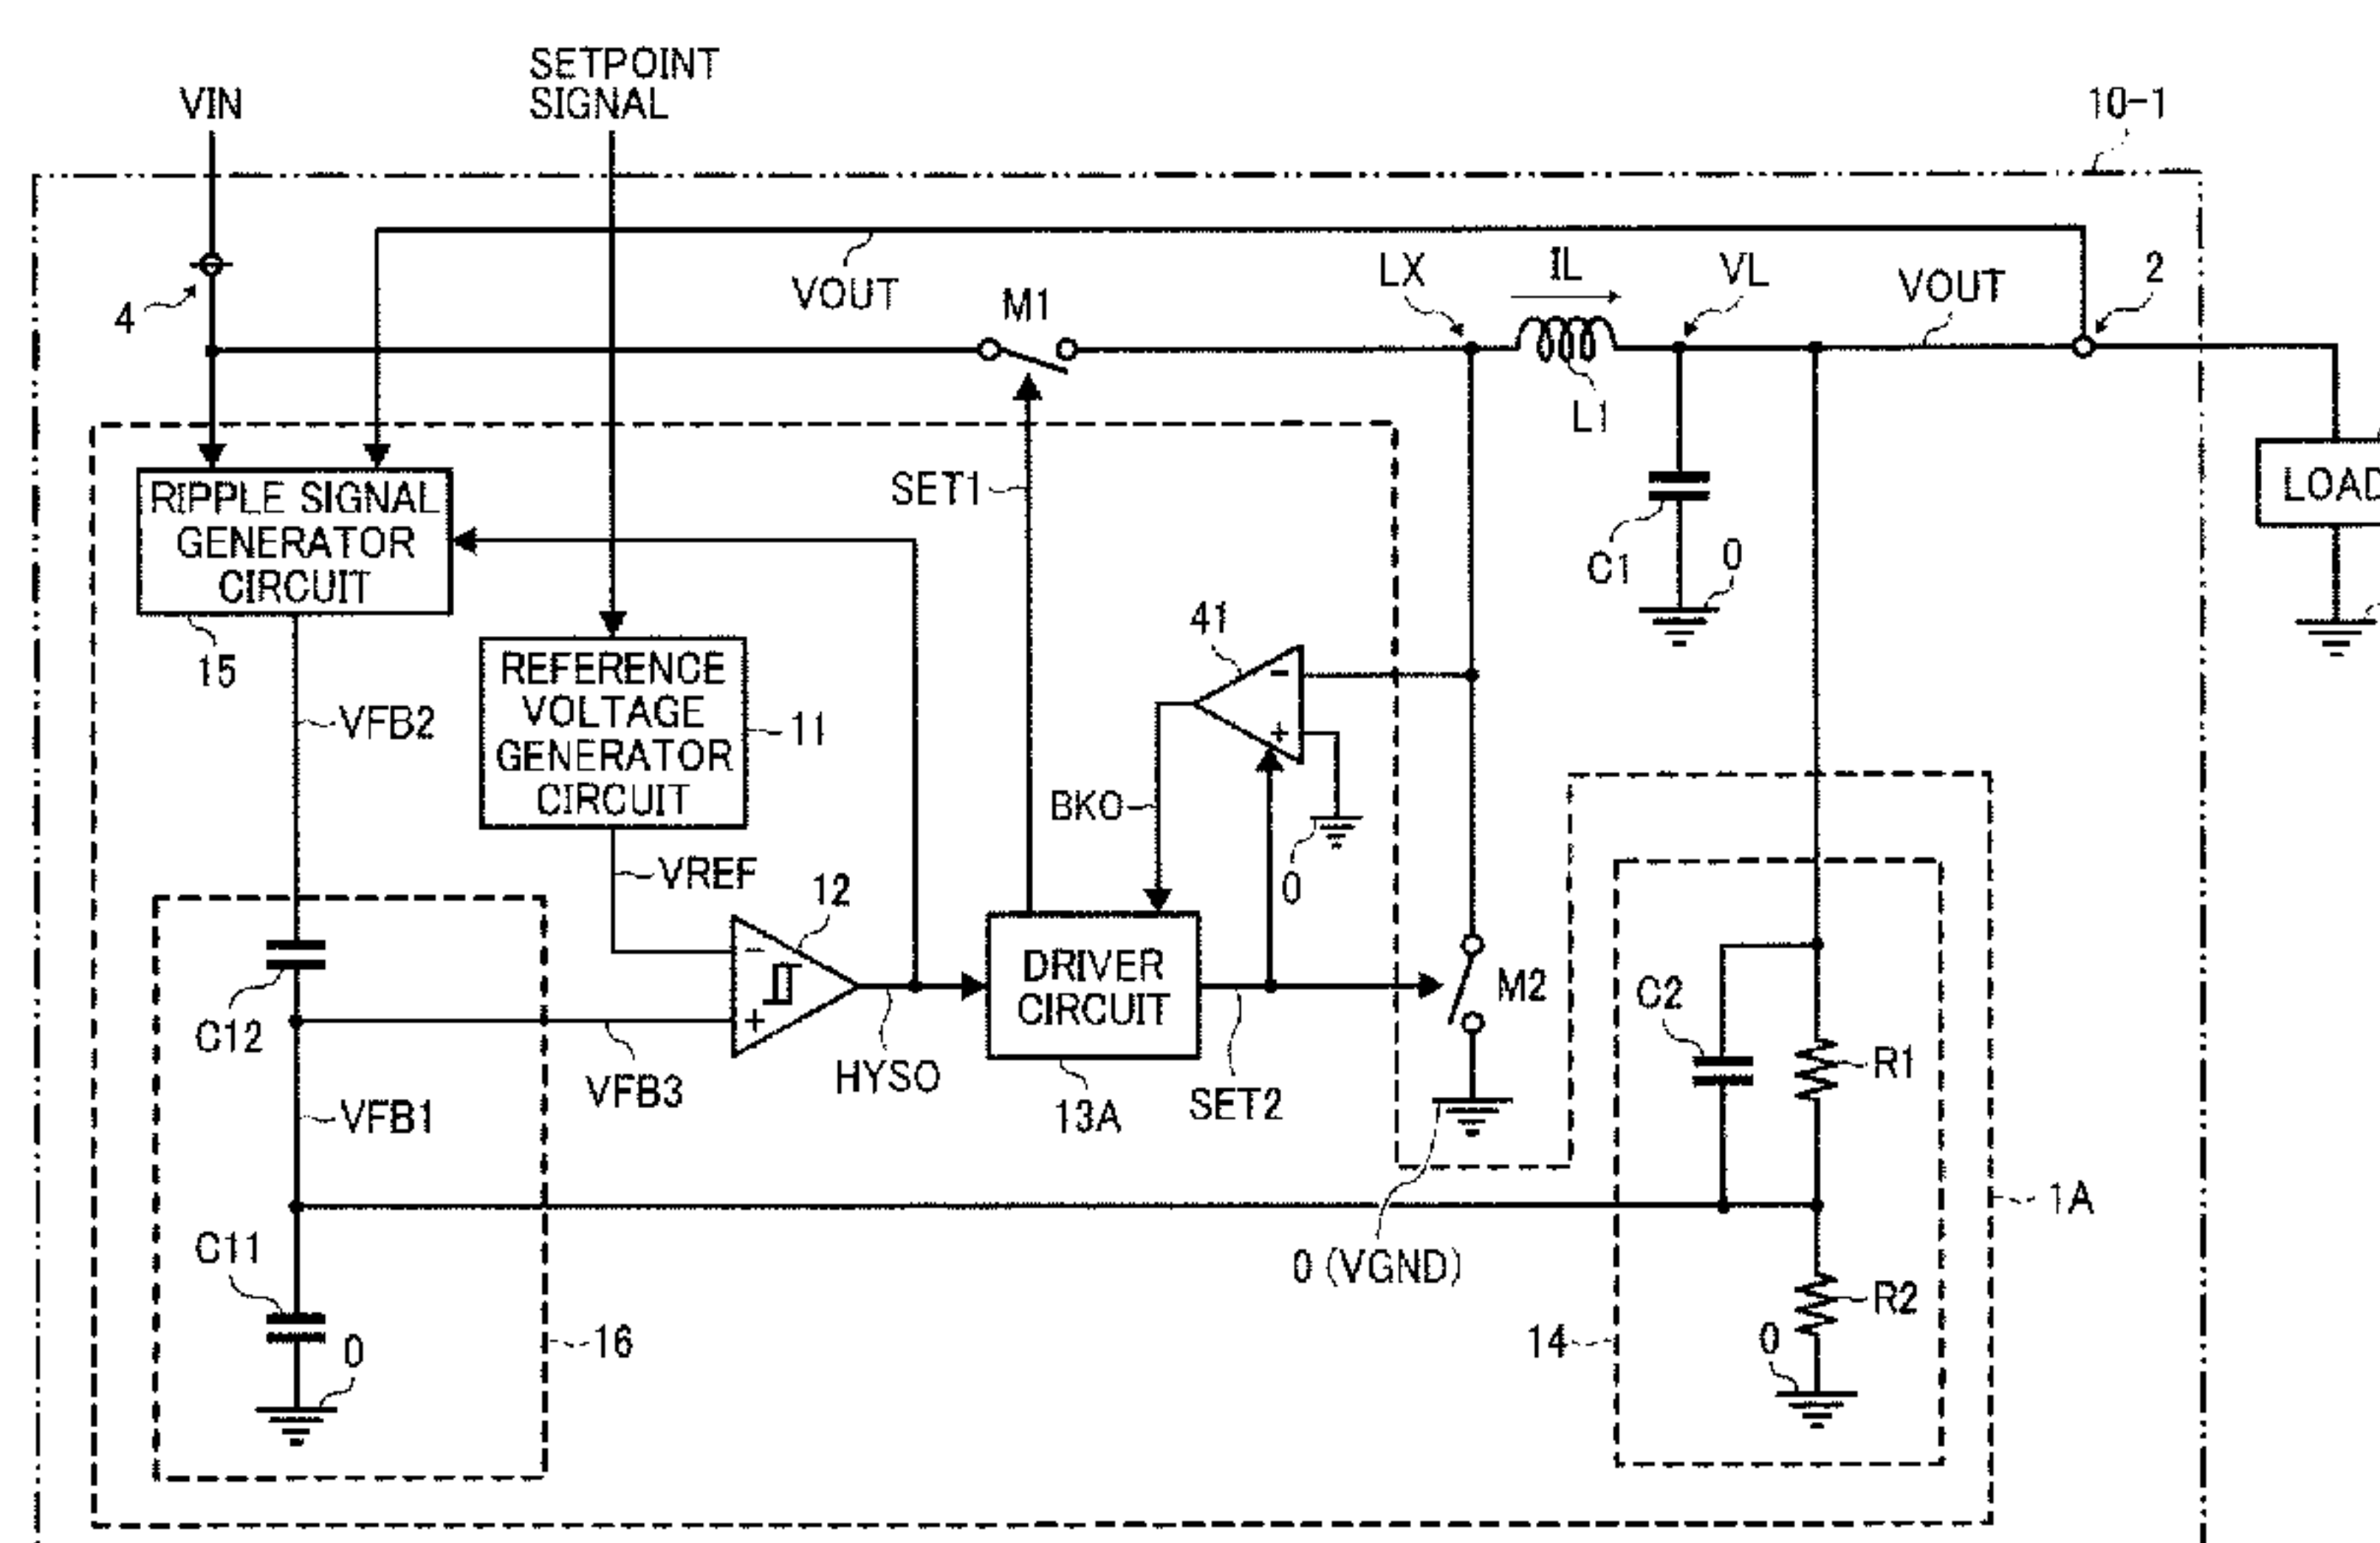 SETPOINT
SIGNAL
VIN
10-1
4
VOUT
M1
LX
IL
VL
VOUT
2
L1
RIPPLE SIGNAL
GENERATOR
CIRCUIT
15
SET1
C1
0
LOAD
41
REFERENCE
VOLTAGE
GENERATOR
CIRCUIT
11
VFB2
-
+
BKO
0
VREF
12
-
+
DRIVER
CIRCUIT
13A
M2
C2
R1
C12
VFB3
HYSO
SET2
VFB1
1A
C11
0 (VGND)
R2
14
0
16
0